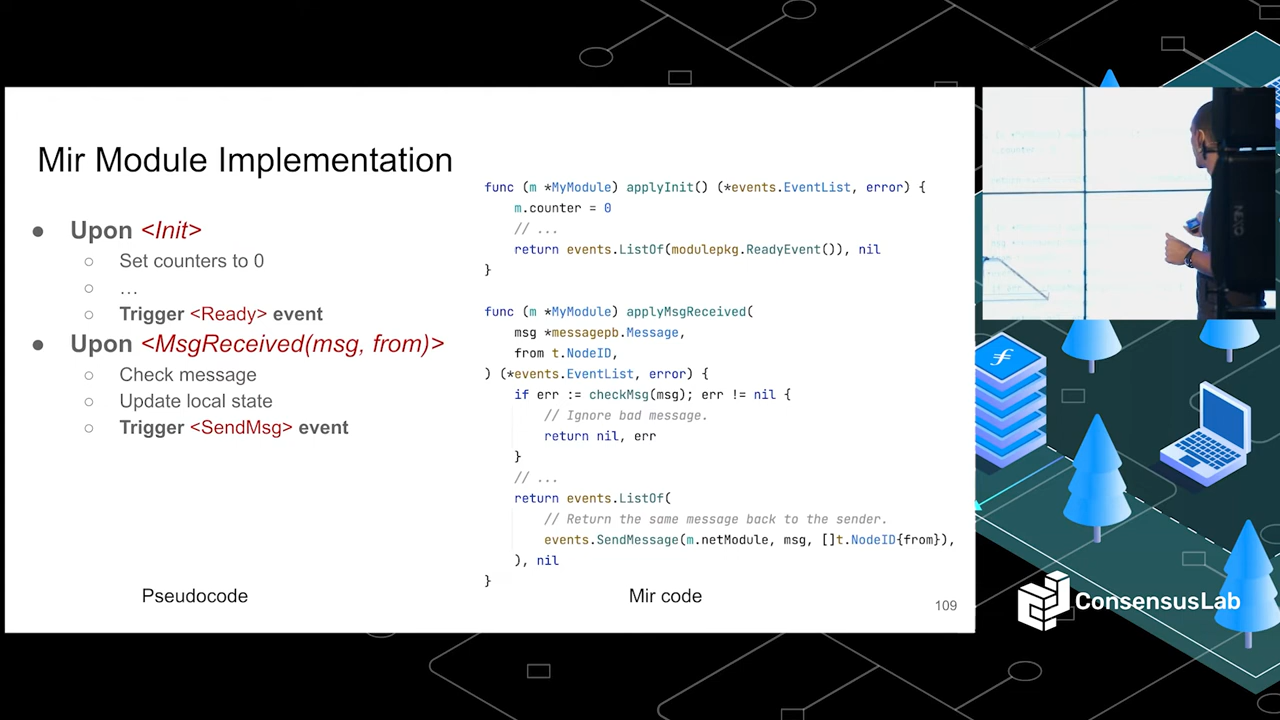 Mir Module Implementation
● Upon <Init>
○ Set counters to 0
○ …
○ Trigger <Ready> event
● Upon <MsgReceived(msg, from)>
○ Check message
○ Update local state
○ Trigger <SendMsg> event
Pseudocode
func (m *MyModule) applyInit() (*events.EventList, error) {
m.counter = 0
// ...
return events.ListOf(modulepkg.ReadyEvent()), nil
}
func (m *MyModule) applyMsgReceived(
msg *messagepb.Message,
from t.NodeID,
) (*events.EventList, error) {
if err := checkMsg(msg); err != nil {
// Ignore bad message.
return nil, err
}
// ...
return events.ListOf(
// Return the same message back to the sender.
events.SendMessage(m.netModule, msg, []t.NodeID{from}),
), nil
}
Mir code
109
NEXO
ConsensusLab